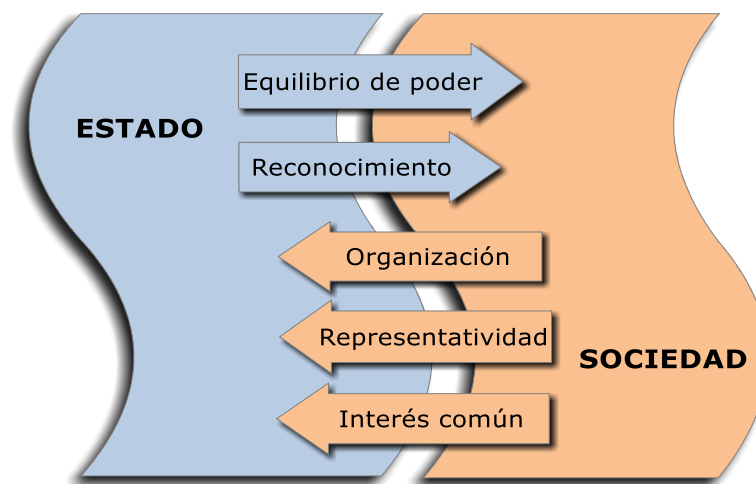 Equilibrio de poder
ESTADO
Reconocimiento
Organización
Representatividad
SOCIEDAD
Interés común